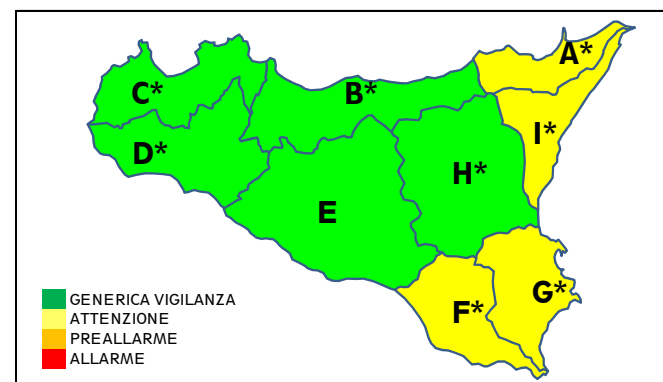 A*
C*
B*
I*
D*
H*
E
G*
F*
GENERICA VIGILANZA
ATTENZIONE
PREALLARME
ALLARME